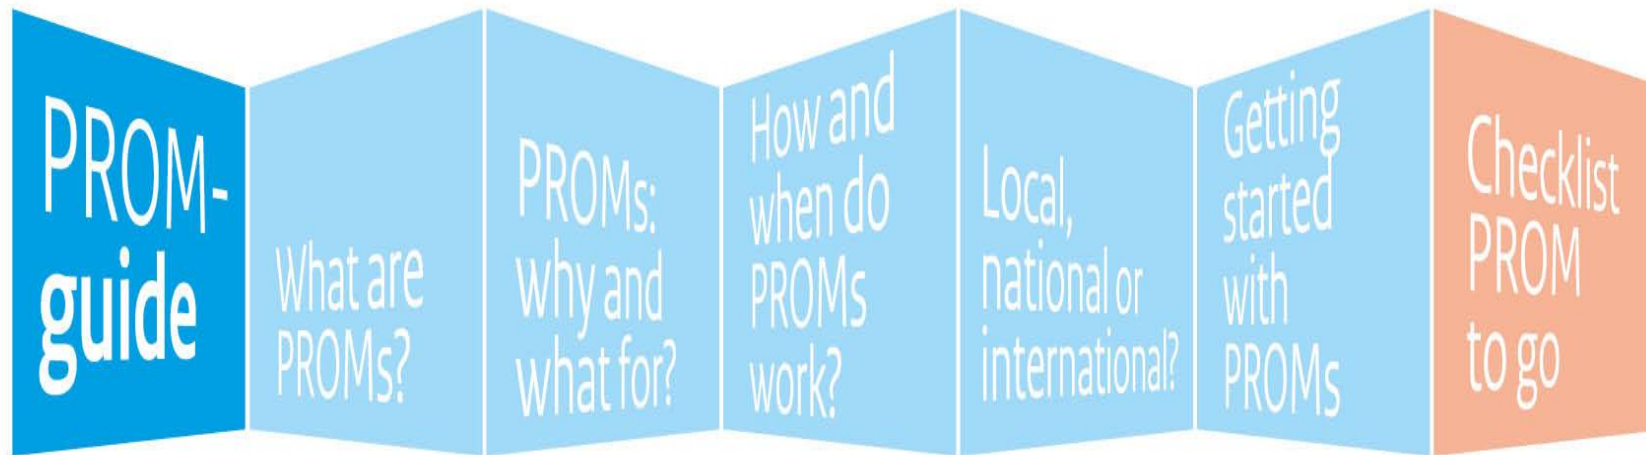 PROM-
guide
What are
PROMs?
PROMs:
why and
what for?
How and
when do
PROMs
work?
Local,
national or
international?
Getting
started
with
PROMs
Checklist
PROM
to go